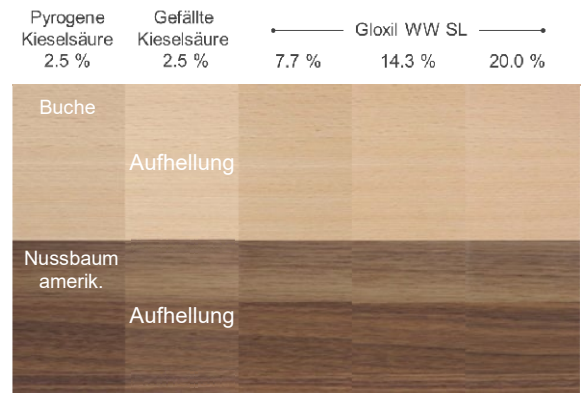 Pyrogene
Kieselsäure
2.5 %
Gefällte
Kieselsäure
2.5 %
Gloxil WW SL
7.7 %
14.3 %
20.0 %
Buche
Aufhellung
Nussbaum
amerik.
Aufhellung